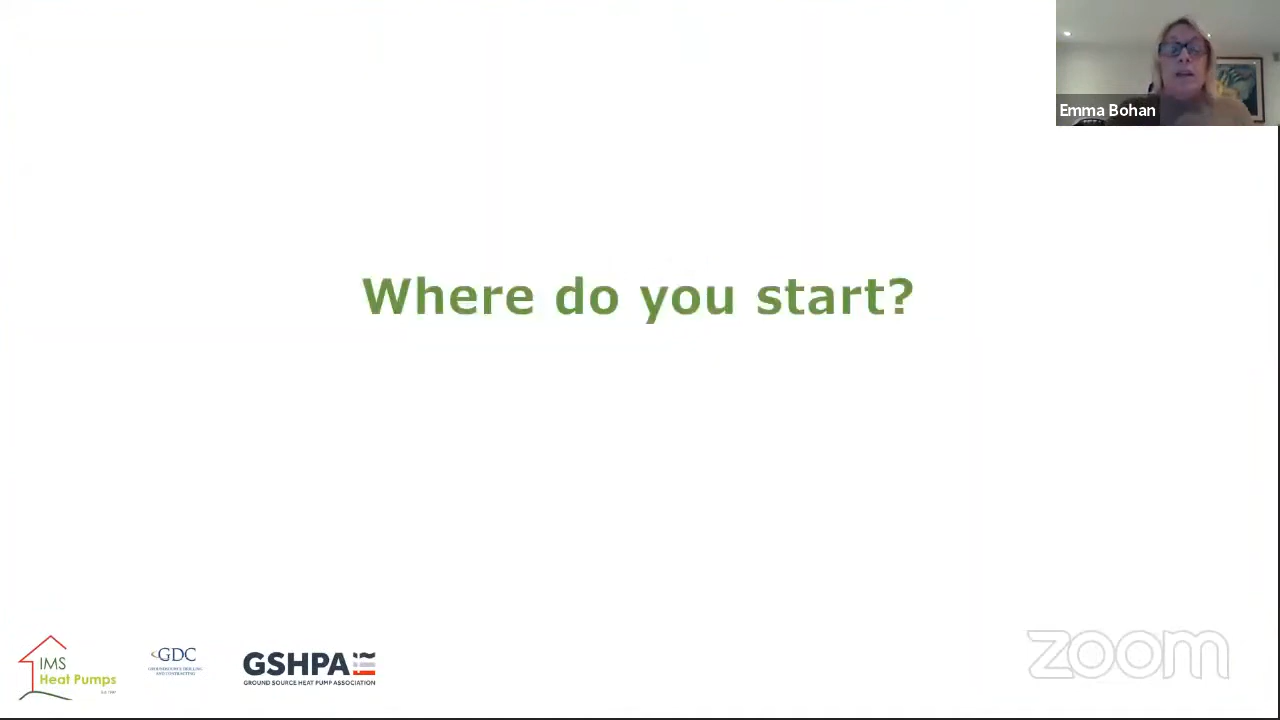 Emma Bohan
Where do you start?
IMS
Heat Pumps
GDC
GSHPA
GROUND SOURCE HEAT PUMP ASSOCIATION
zoom